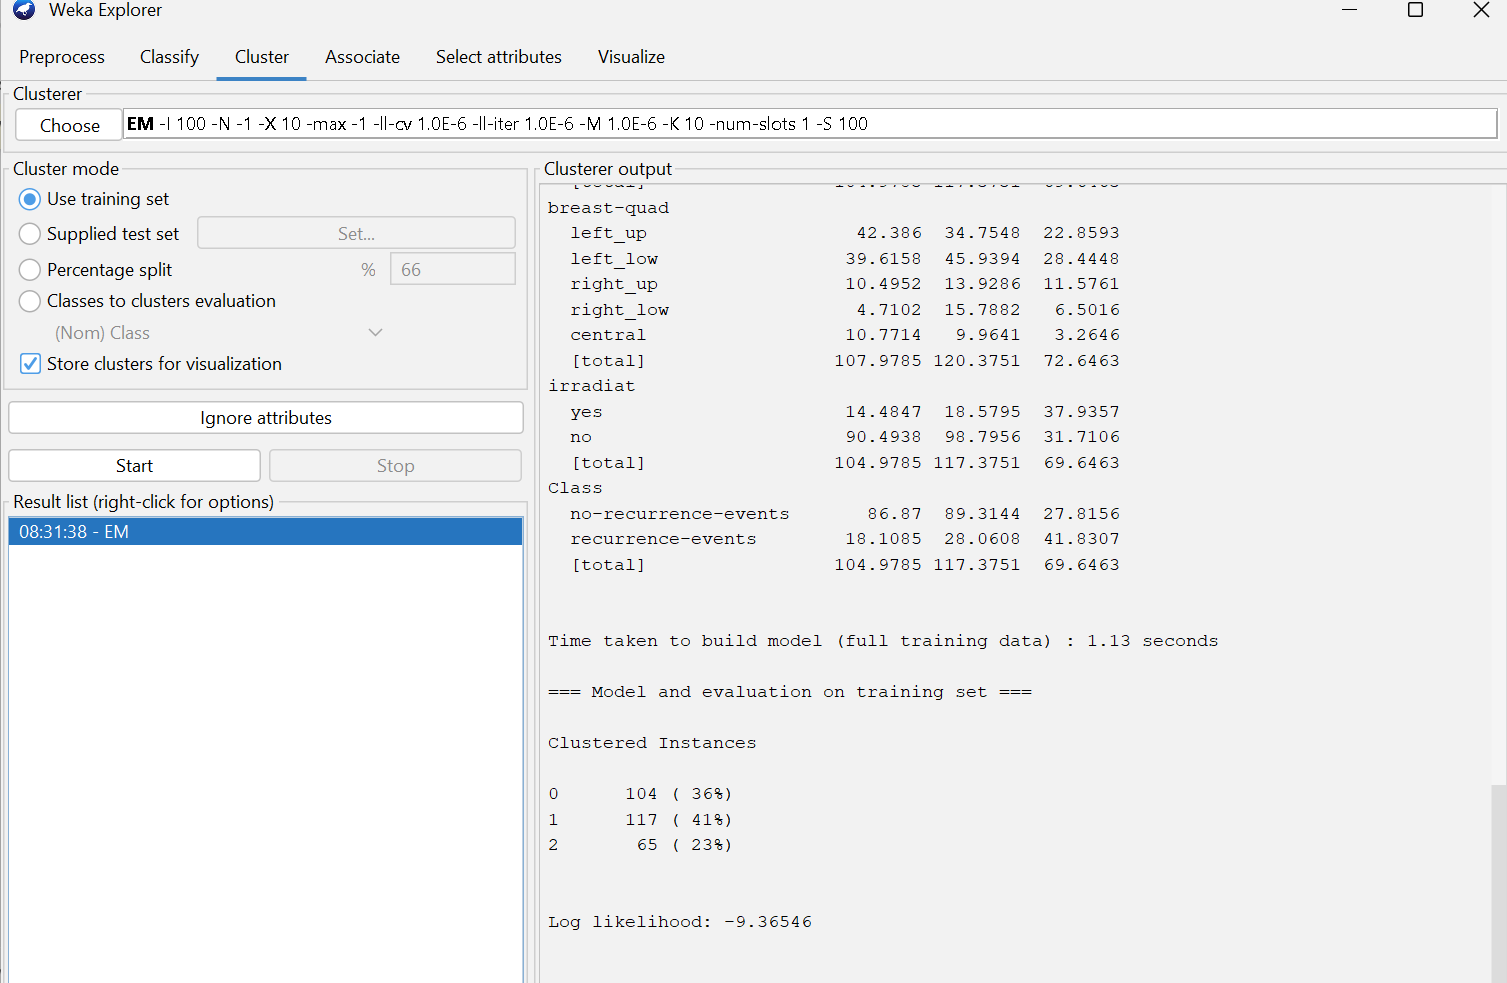 Weka Explorer
Preprocess Classify Cluster Associate Select attributes Visualize
Clusterer
Choose EM -I 100 -N -1 -X 10 -max -1 -ll-cv 1.0E-6 -ll-iter 1.0E-6 -M 1.0E-6 -K 10 -num-slots 1 -S 100
Cluster mode
Use training set
Supplied test set Set...
Percentage split % 66
Classes to clusters evaluation
(Nom) Class
Store clusters for visualization
Ignore attributes
Start Stop
Result list (right-click for options)
08:31:38 - EM
Clusterer output
breast-quad
left_up 42.386 34.7548 22.8593
left_low 39.6158 45.9394 28.4448
right_up 10.4952 13.9286 11.5761
right_low 4.7102 15.7882 6.5016
central 10.7714 9.9641 3.2646
[total] 107.9785 120.3751 72.6463
irradiat
yes 14.4847 18.5795 37.9357
no 90.4938 98.7956 31.7106
[total] 104.9785 117.3751 69.6463
Class
no-recurrence-events 86.87 89.3144 27.8156
recurrence-events 18.1085 28.0608 41.8307
[total] 104.9785 117.3751 69.6463
Time taken to build model (full training data) : 1.13 seconds
=== Model and evaluation on training set ===
Clustered Instances
0 104 ( 36%)
1 117 ( 41%)
2 65 ( 23%)
Log likelihood: -9.36546